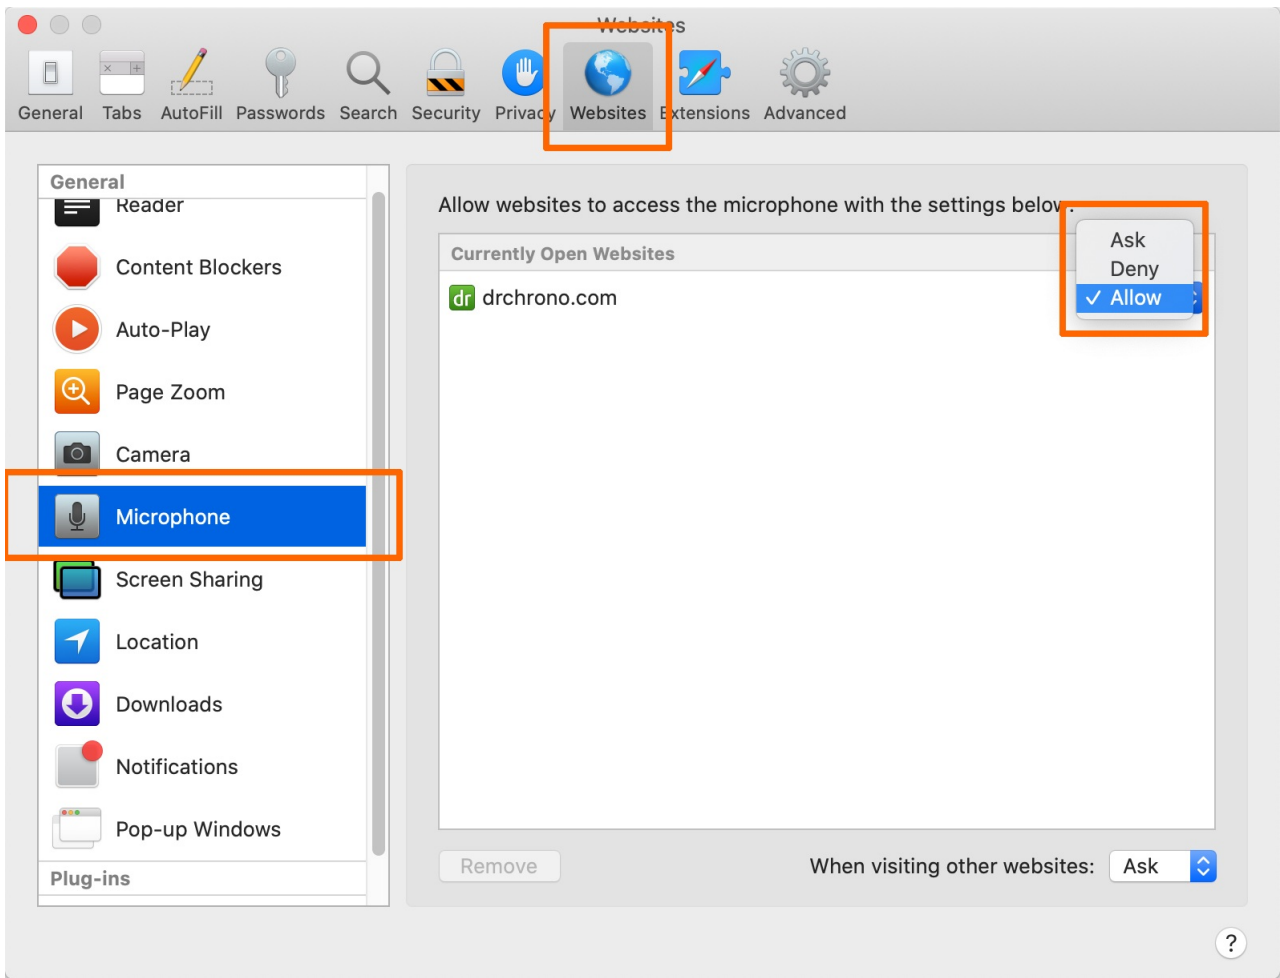 Websites
General Tabs AutoFill Passwords Search Security Privacy Websites Extensions Advanced
General
Reader
Content Blockers
Auto-Play
Page Zoom
Camera
Microphone
Screen Sharing
Location
Downloads
Notifications
Pop-up Windows
Plug-ins
Allow websites to access the microphone with the settings below:
Currently Open Websites
dr drchrono.com
Ask
Deny
✓ Allow
Remove
When visiting other websites: Ask
?